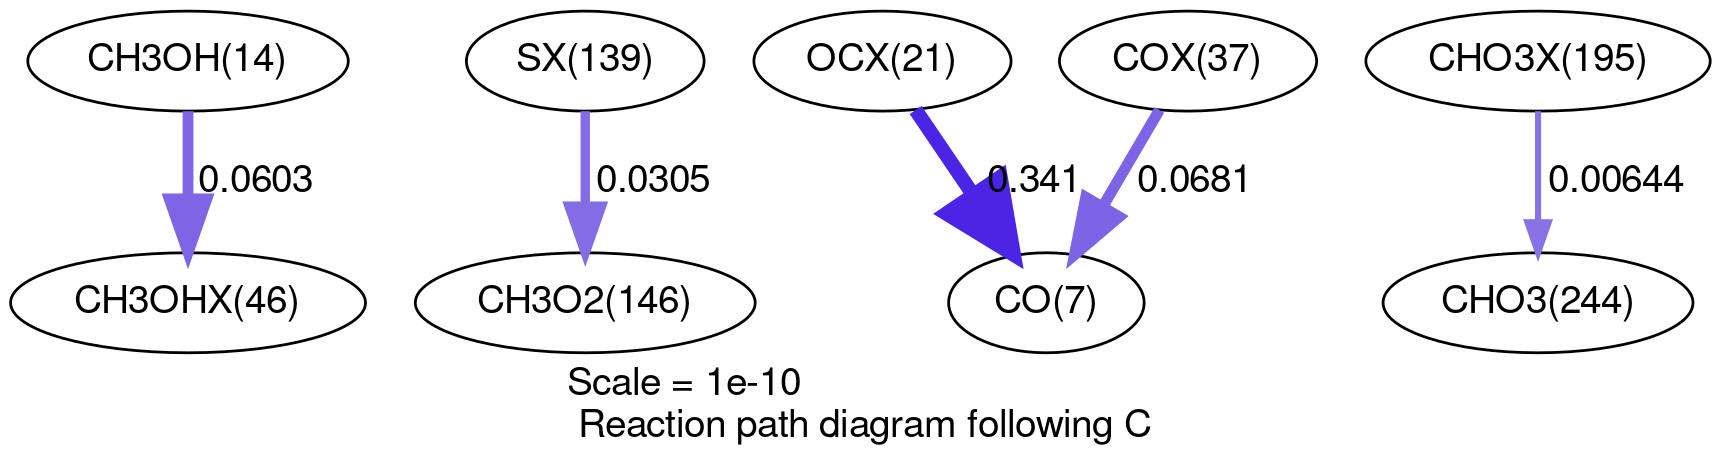 CH3OH(14)
SX(139)
OCX(21)
COX(37)
CHO3X(195)
0.0603
0.0305
0.341
0.0681
0.00644
CH3OHX(46)
CH3O2(146)
CO(7)
CHO3(244)
Scale = 1e-10
Reaction path diagram following C